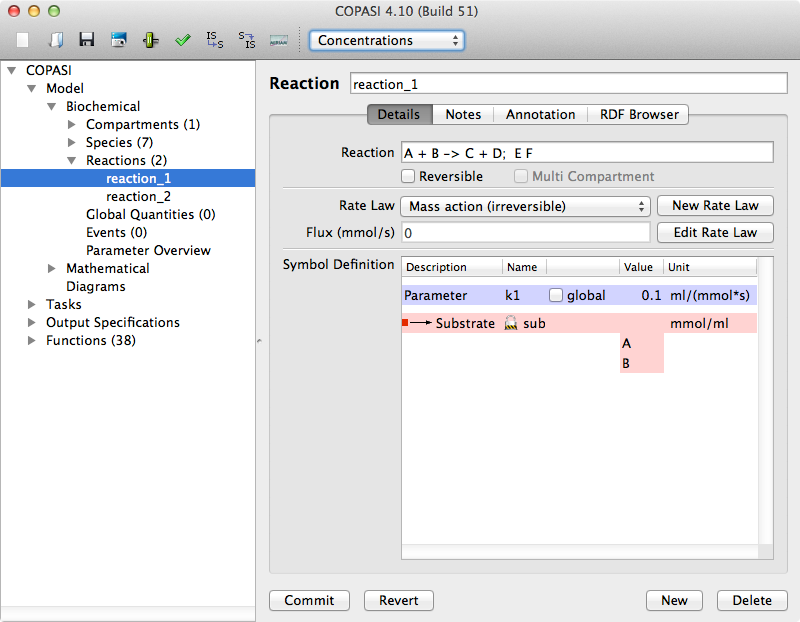 COPASI 4.10 (Build 51)
IS
S
S
IS
Concentrations
COPASI
Model
Biochemical
Compartments (1)
Species (7)
Reactions (2)
reaction_1
reaction_2
Global Quantities (0)
Events (0)
Parameter Overview
Mathematical
Diagrams
Tasks
Output Specifications
Functions (38)
Reaction reaction_1
Details Notes Annotation RDF Browser
Reaction A + B -> C + D; E F
Reversible Multi Compartment
Rate Law Mass action (irreversible) New Rate Law
Flux (mmol/s) 0 Edit Rate Law
Symbol Definition Description Name Value Unit
Parameter k1 global 0.1 ml/(mmol*s)
Substrate sub mmol/ml
A
B
Commit Revert New Delete